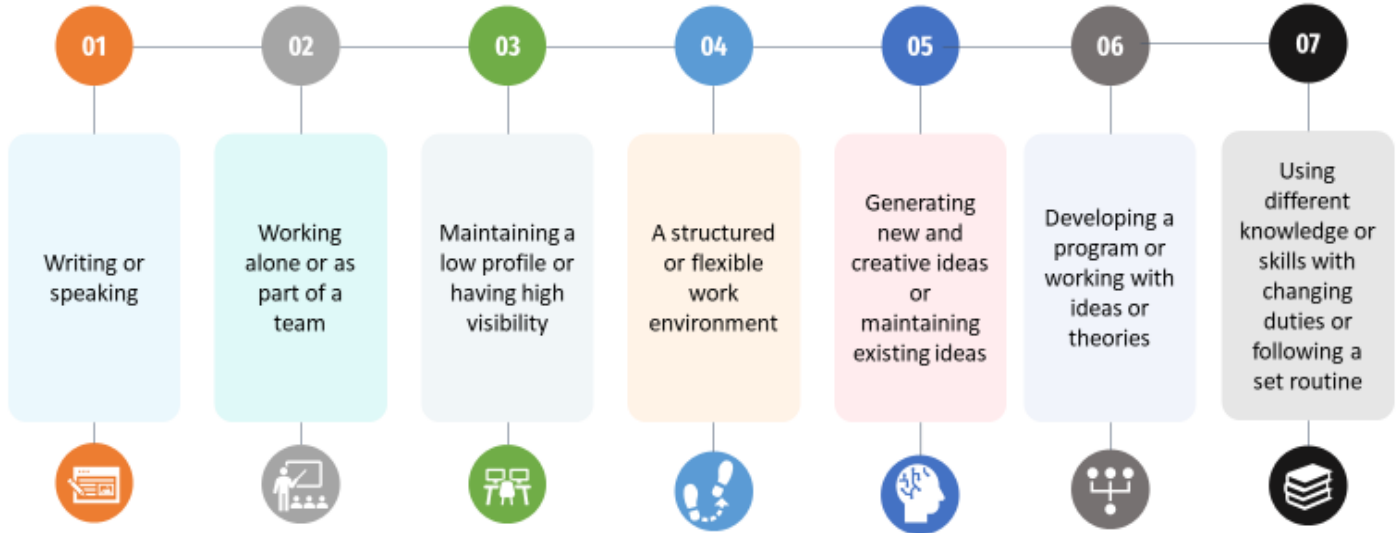 01
02
03
04
05
06
07
Writing or
speaking
Working
alone or as
part of a
team
Maintaining a
low profile or
having high
visibility
A structured
or flexible
work
environment
Generating
new and
creative ideas
or
maintaining
existing ideas
Developing a
program or
working with
ideas or
theories
Using
different
knowledge or
skills with
changing
duties or
following a
set routine